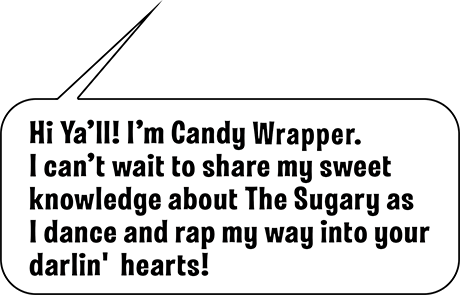 Hi Ya’ll! I’m Candy Wrapper.
I can’t wait to share my sweet
knowledge about The Sugary as
I dance and rap my way into your
darlin' hearts!